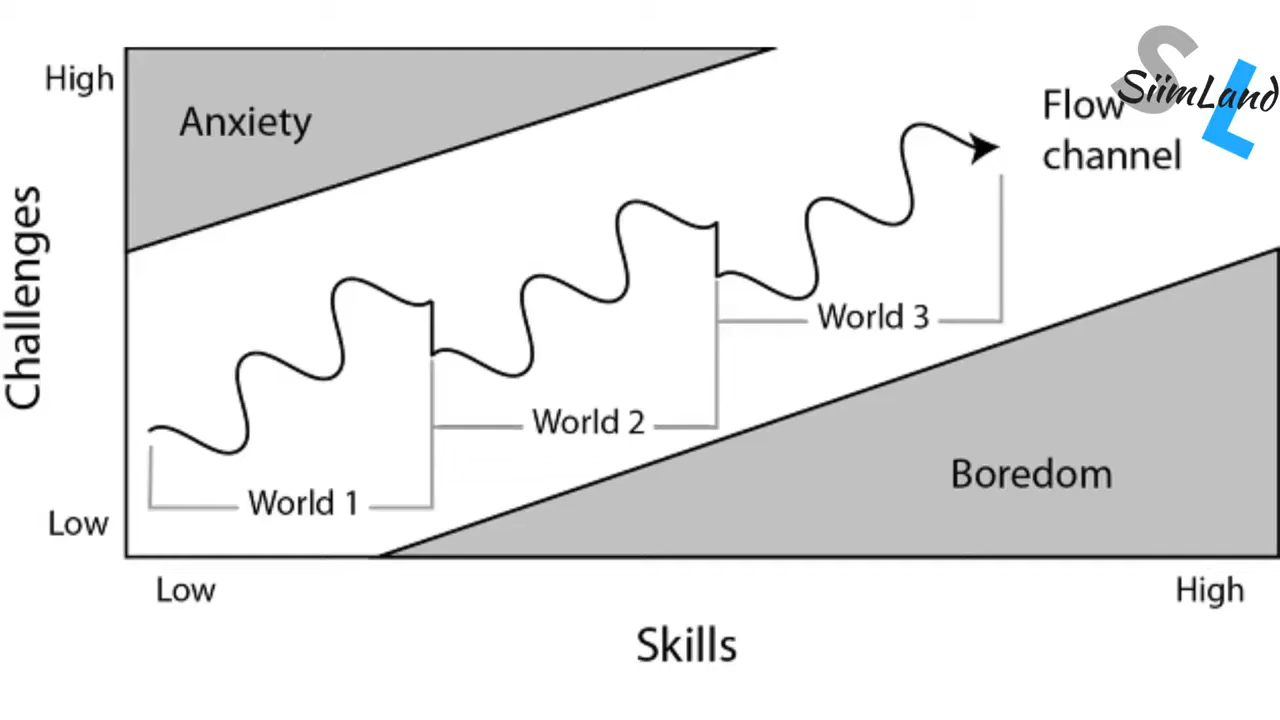 High
Anxiety
Flow
channel
S
L
SiimLand
Challenges
World 3
World 2
World 1
Boredom
Low
Low
High
Skills